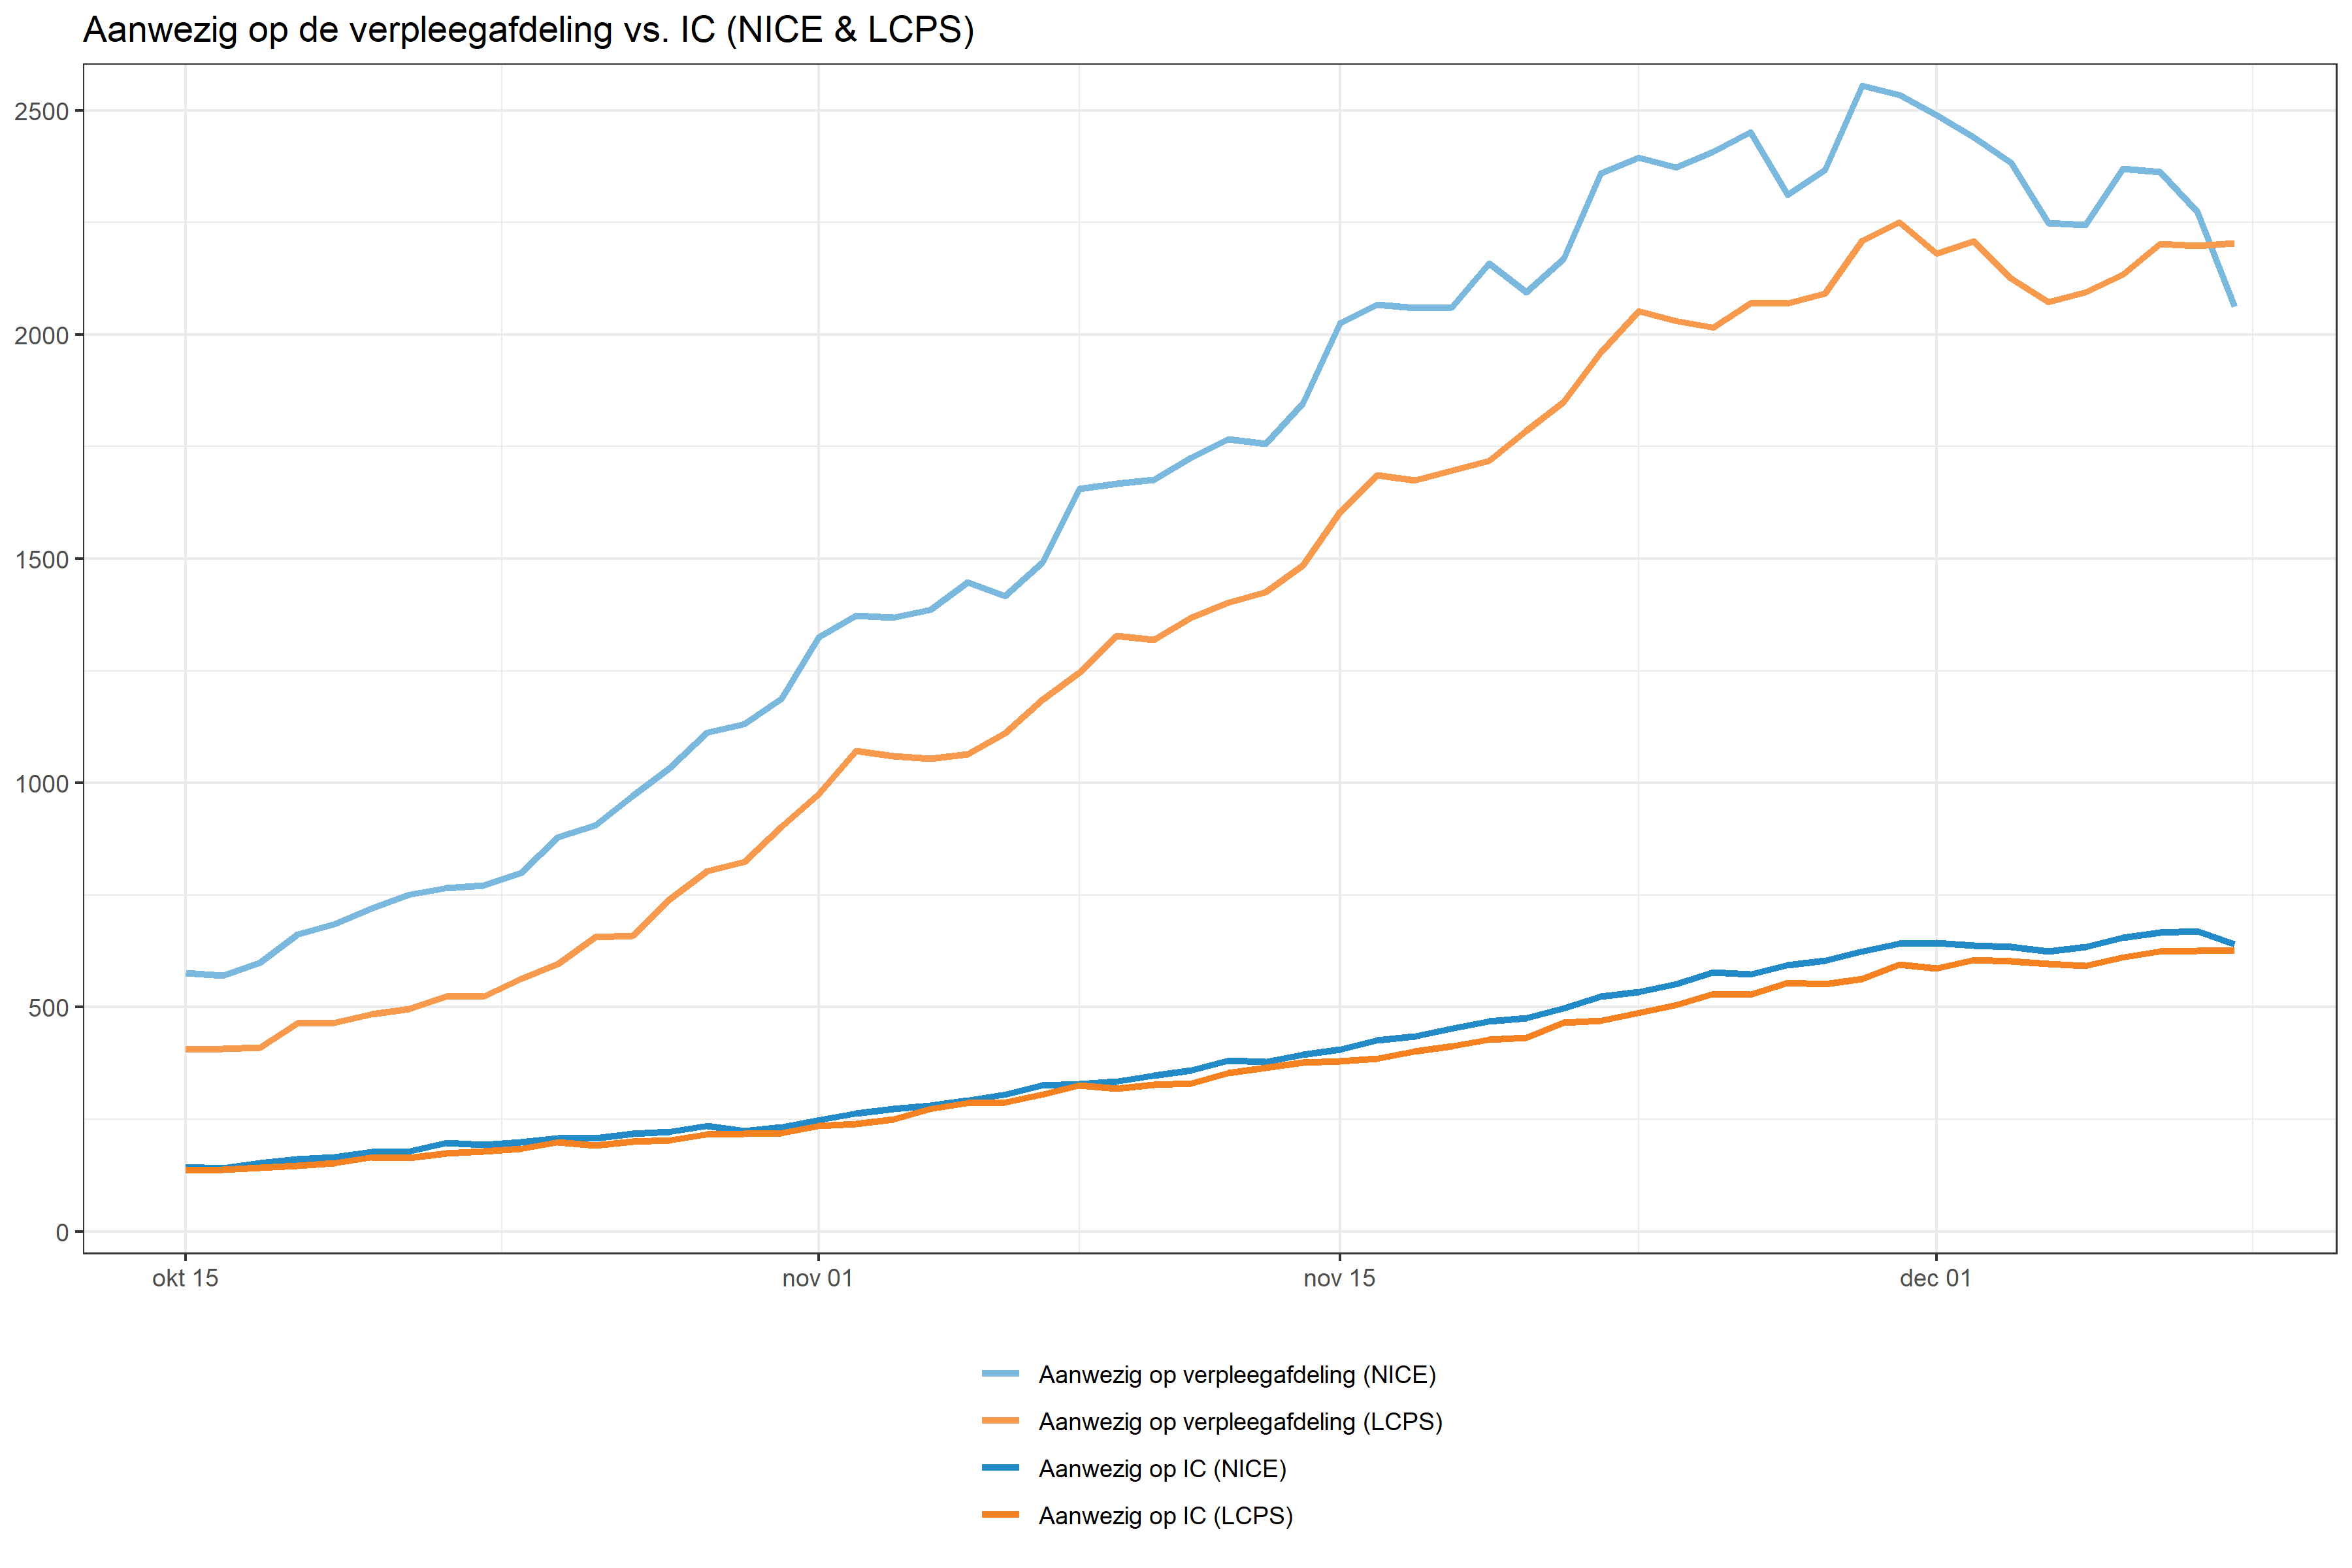 Aanwezig op de verpleegafdeling vs. IC (NICE & LCPS)
2500
2000
1500
1000
500
0
okt 15
nov 01
nov 15
dec 01
Aanwezig op verpleegafdeling (NICE)
Aanwezig op verpleegafdeling (LCPS)
Aanwezig op IC (NICE)
Aanwezig op IC (LCPS)